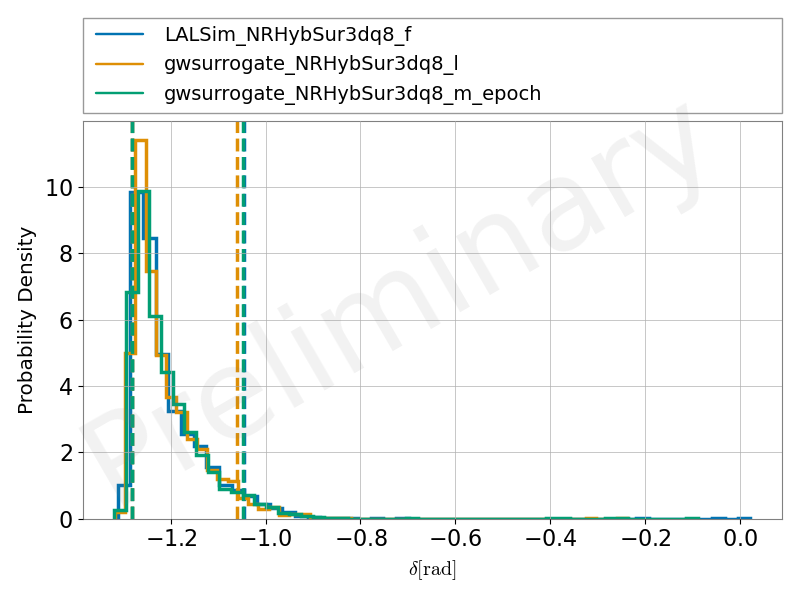 LALSim_NRHybSur3dq8_f
gwsurrogate_NRHybSur3dq8_l
gwsurrogate_NRHybSur3dq8_m_epoch
Preliminary
Probability Density
10
8
6
4
2
0
−1.2 −1.0 −0.8 −0.6 −0.4 −0.2 0.0
δ[rad]